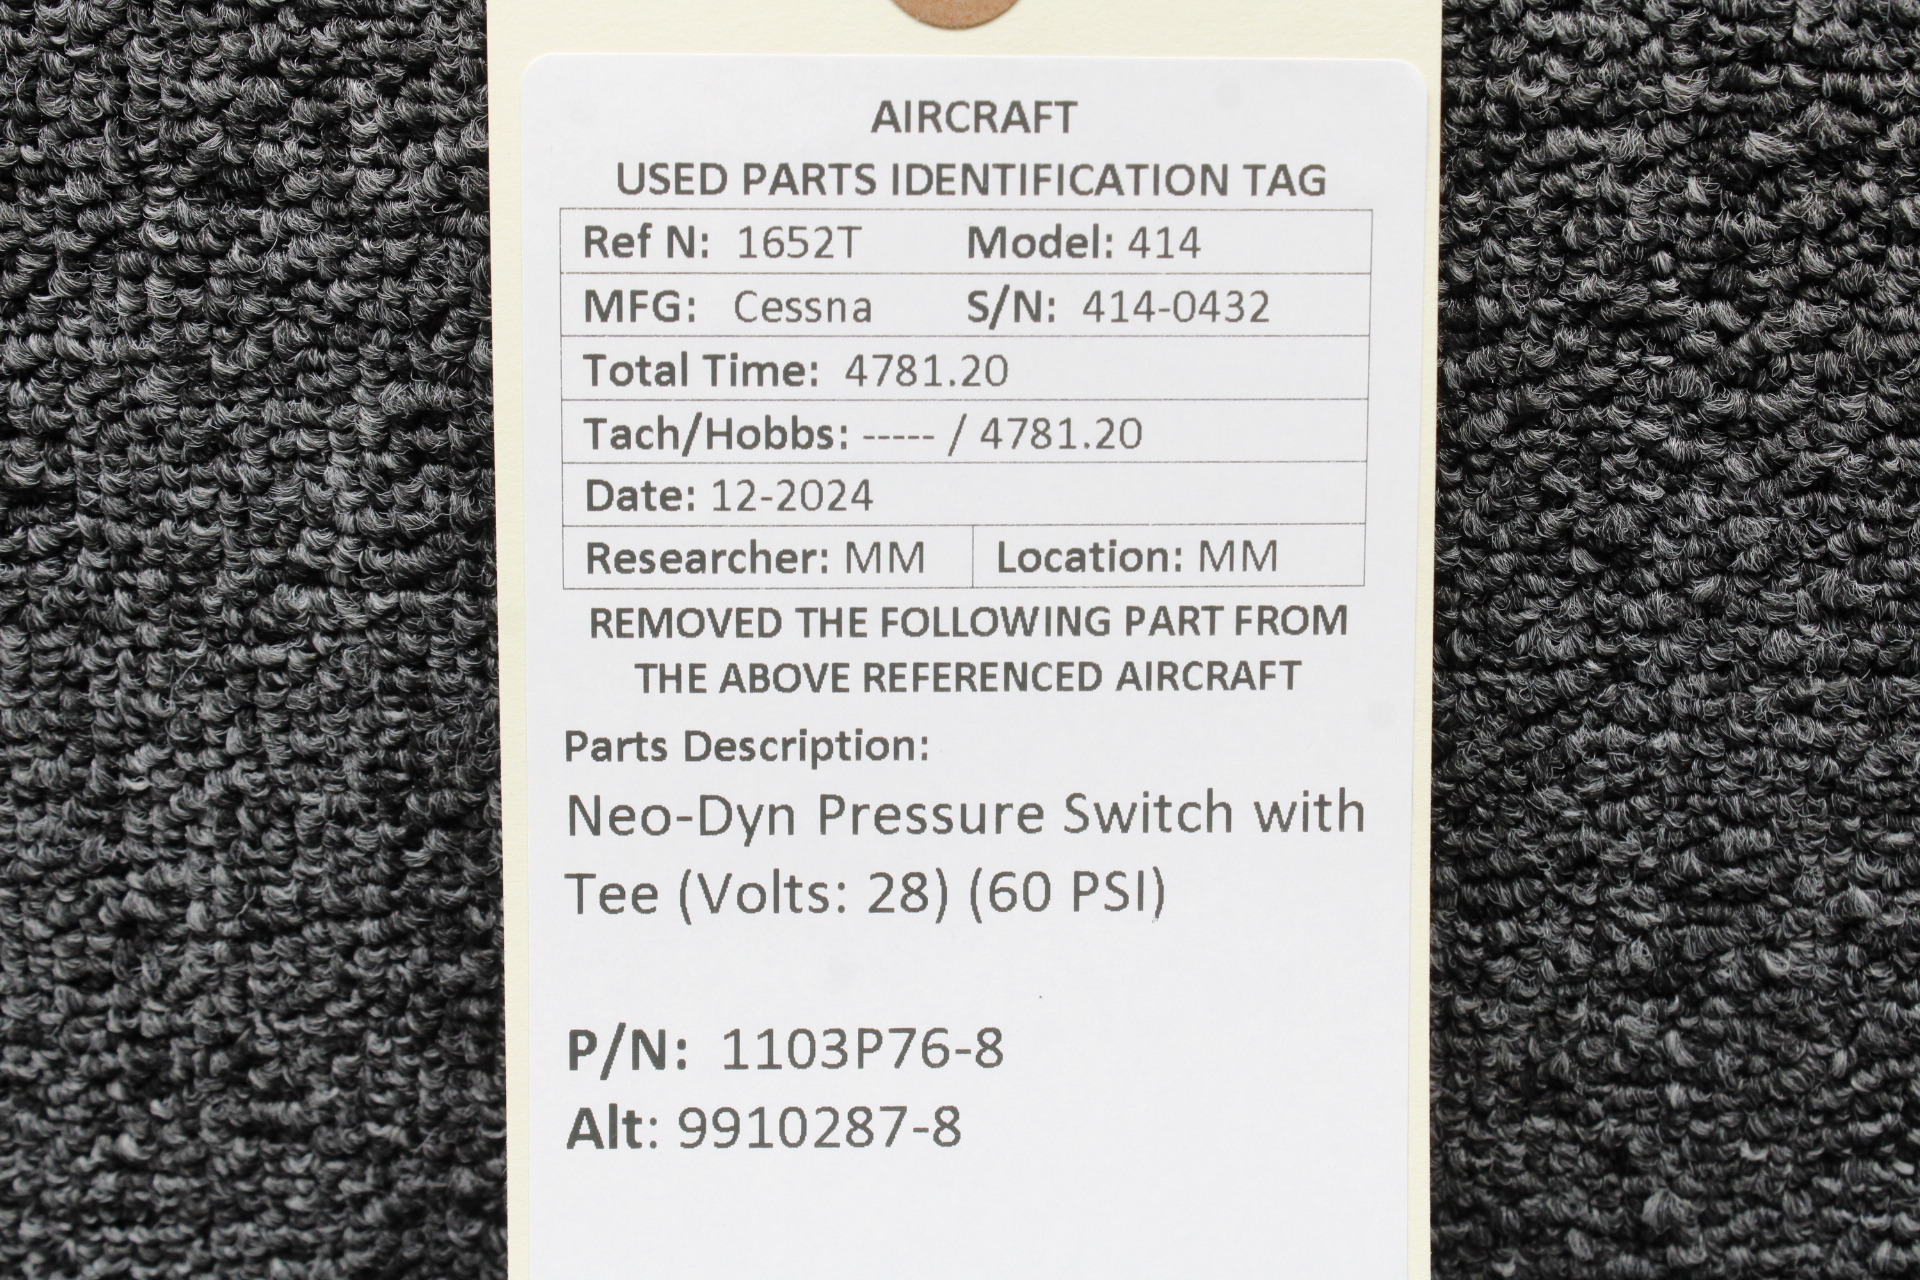 AIRCRAFT
USED PARTS IDENTIFICATION TAG
Ref N: 1652T Model: 414
MFG: Cessna S/N: 414-0432
Total Time: 4781.20
Tach/Hobbs: ----- / 4781.20
Date: 12-2024
Researcher: MM Location: MM
REMOVED THE FOLLOWING PART FROM
THE ABOVE REFERENCED AIRCRAFT
Parts Description:
Neo-Dyn Pressure Switch with
Tee (Volts: 28) (60 PSI)
P/N: 1103P76-8
Alt: 9910287-8